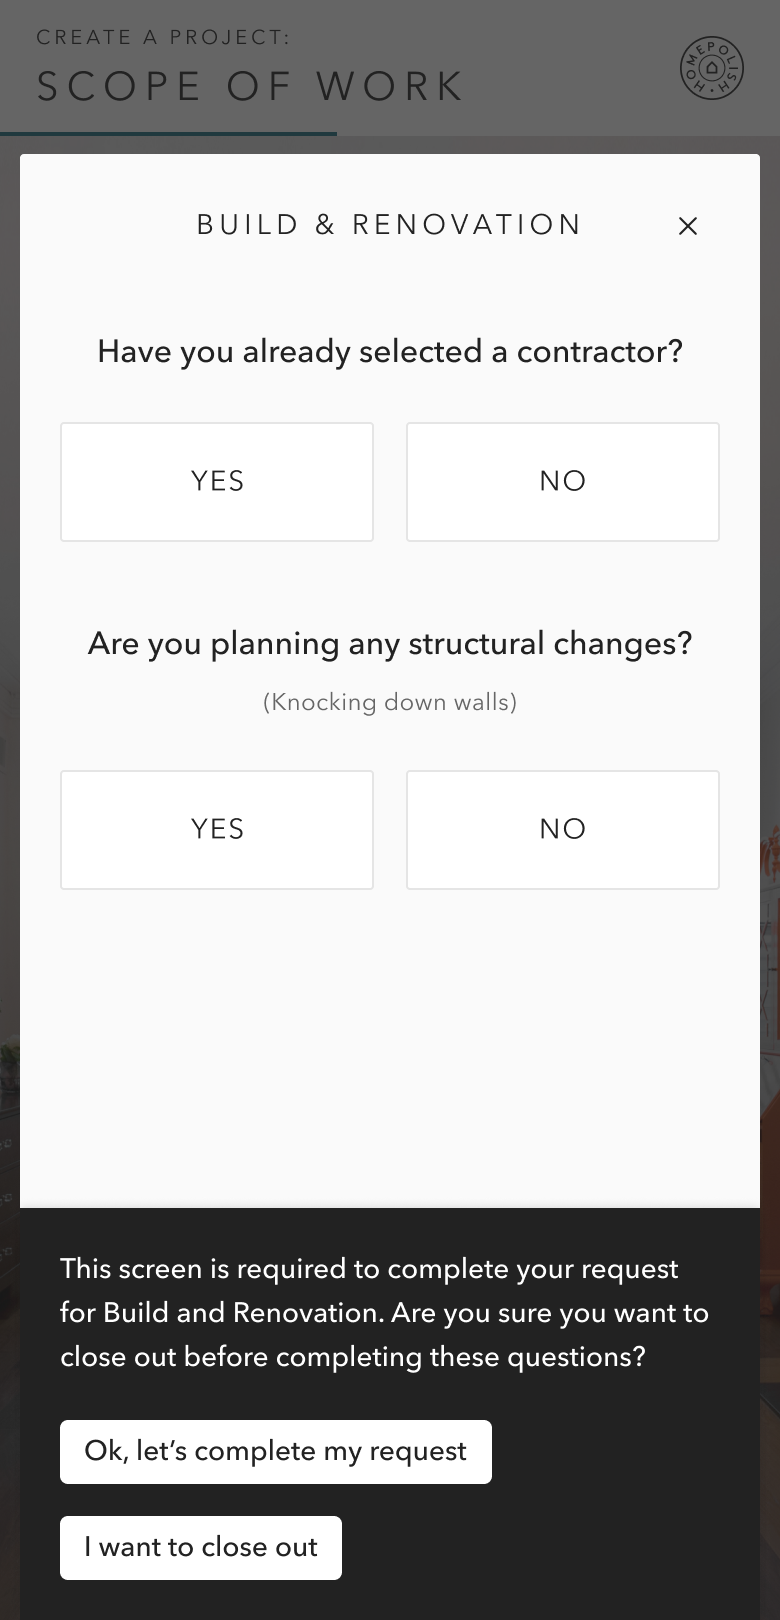 CREATE A PROJECT:
SCOPE OF WORK
HOMEPOLISH
BUILD & RENOVATION
Have you already selected a contractor?
YES NO
Are you planning any structural changes?
(Knocking down walls)
YES NO
This screen is required to complete your request
for Build and Renovation. Are you sure you want to
close out before completing these questions?
Ok, let’s complete my request
I want to close out